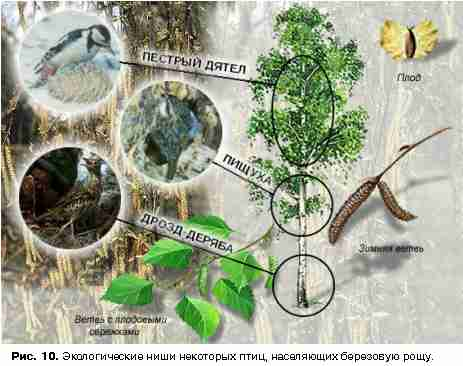 ПЕСТРЫЙ ДЯТЕЛ
Плод
ПИЩУХА
ДРОЗД-ДЕРЯБА
Зимняя ветвь
Ветвь с плодовыми
сережками
Рис. 10. Экологические ниши некоторых птиц, населяющих березовую рощу.